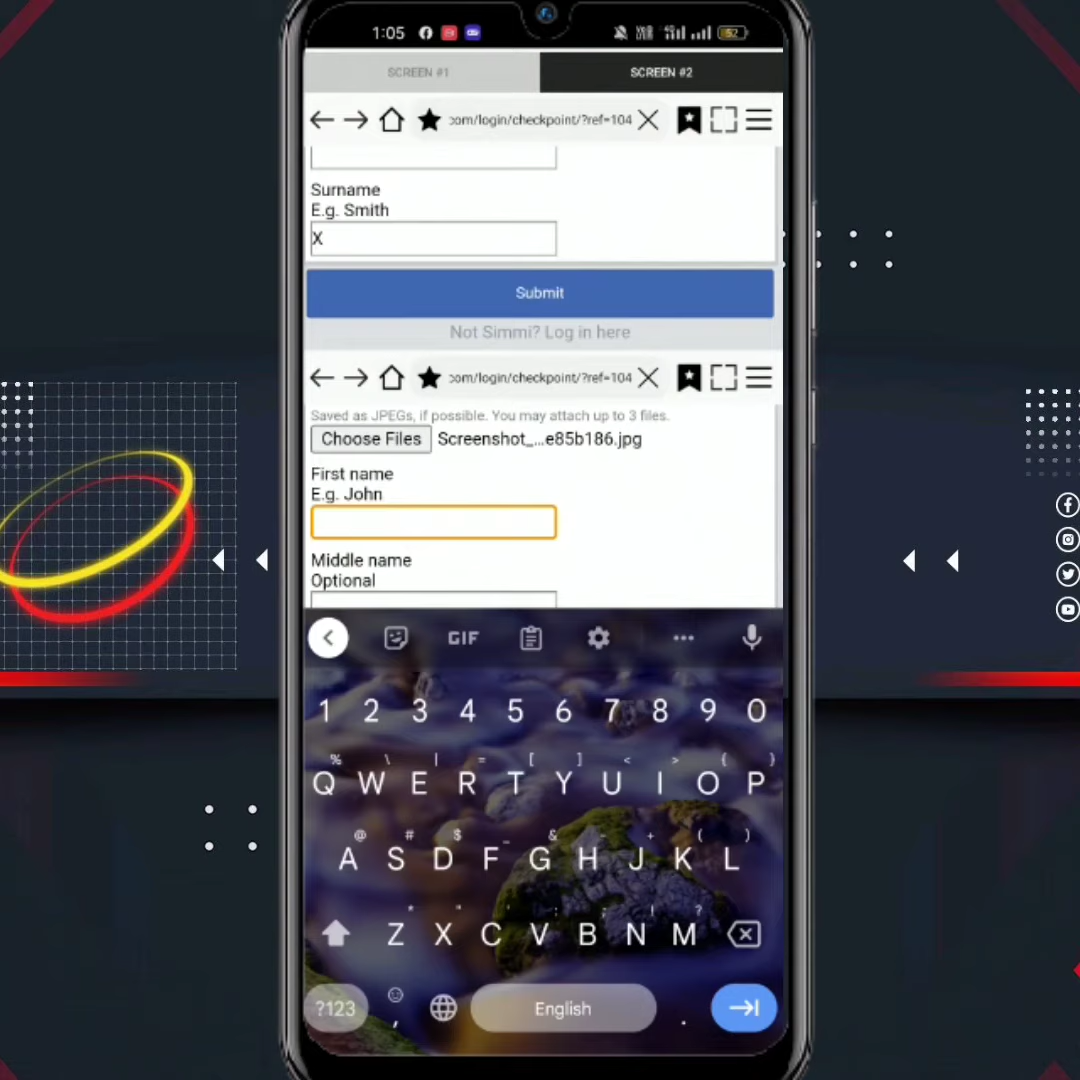 1:05
52
SCREEN #1
SCREEN #2
com/login/checkpoint/?ref=104
Surname
E.g. Smith
X
Submit
Not Simmi? Log in here
com/login/checkpoint/?ref=104
Saved as JPEGs, if possible. You may attach up to 3 files.
Choose Files Screenshot_...e85b186.jpg
First name
E.g. John
Middle name
Optional
GIF
1 2 3 4 5 6 7 8 9 0
% \ | = [ ] < > { }
Q W E R T Y U I O P
@ # $ _ & - + ( )
A S D F G H J K L
* " ' : ; ! ?
Z X C V B N M
?123 , English .